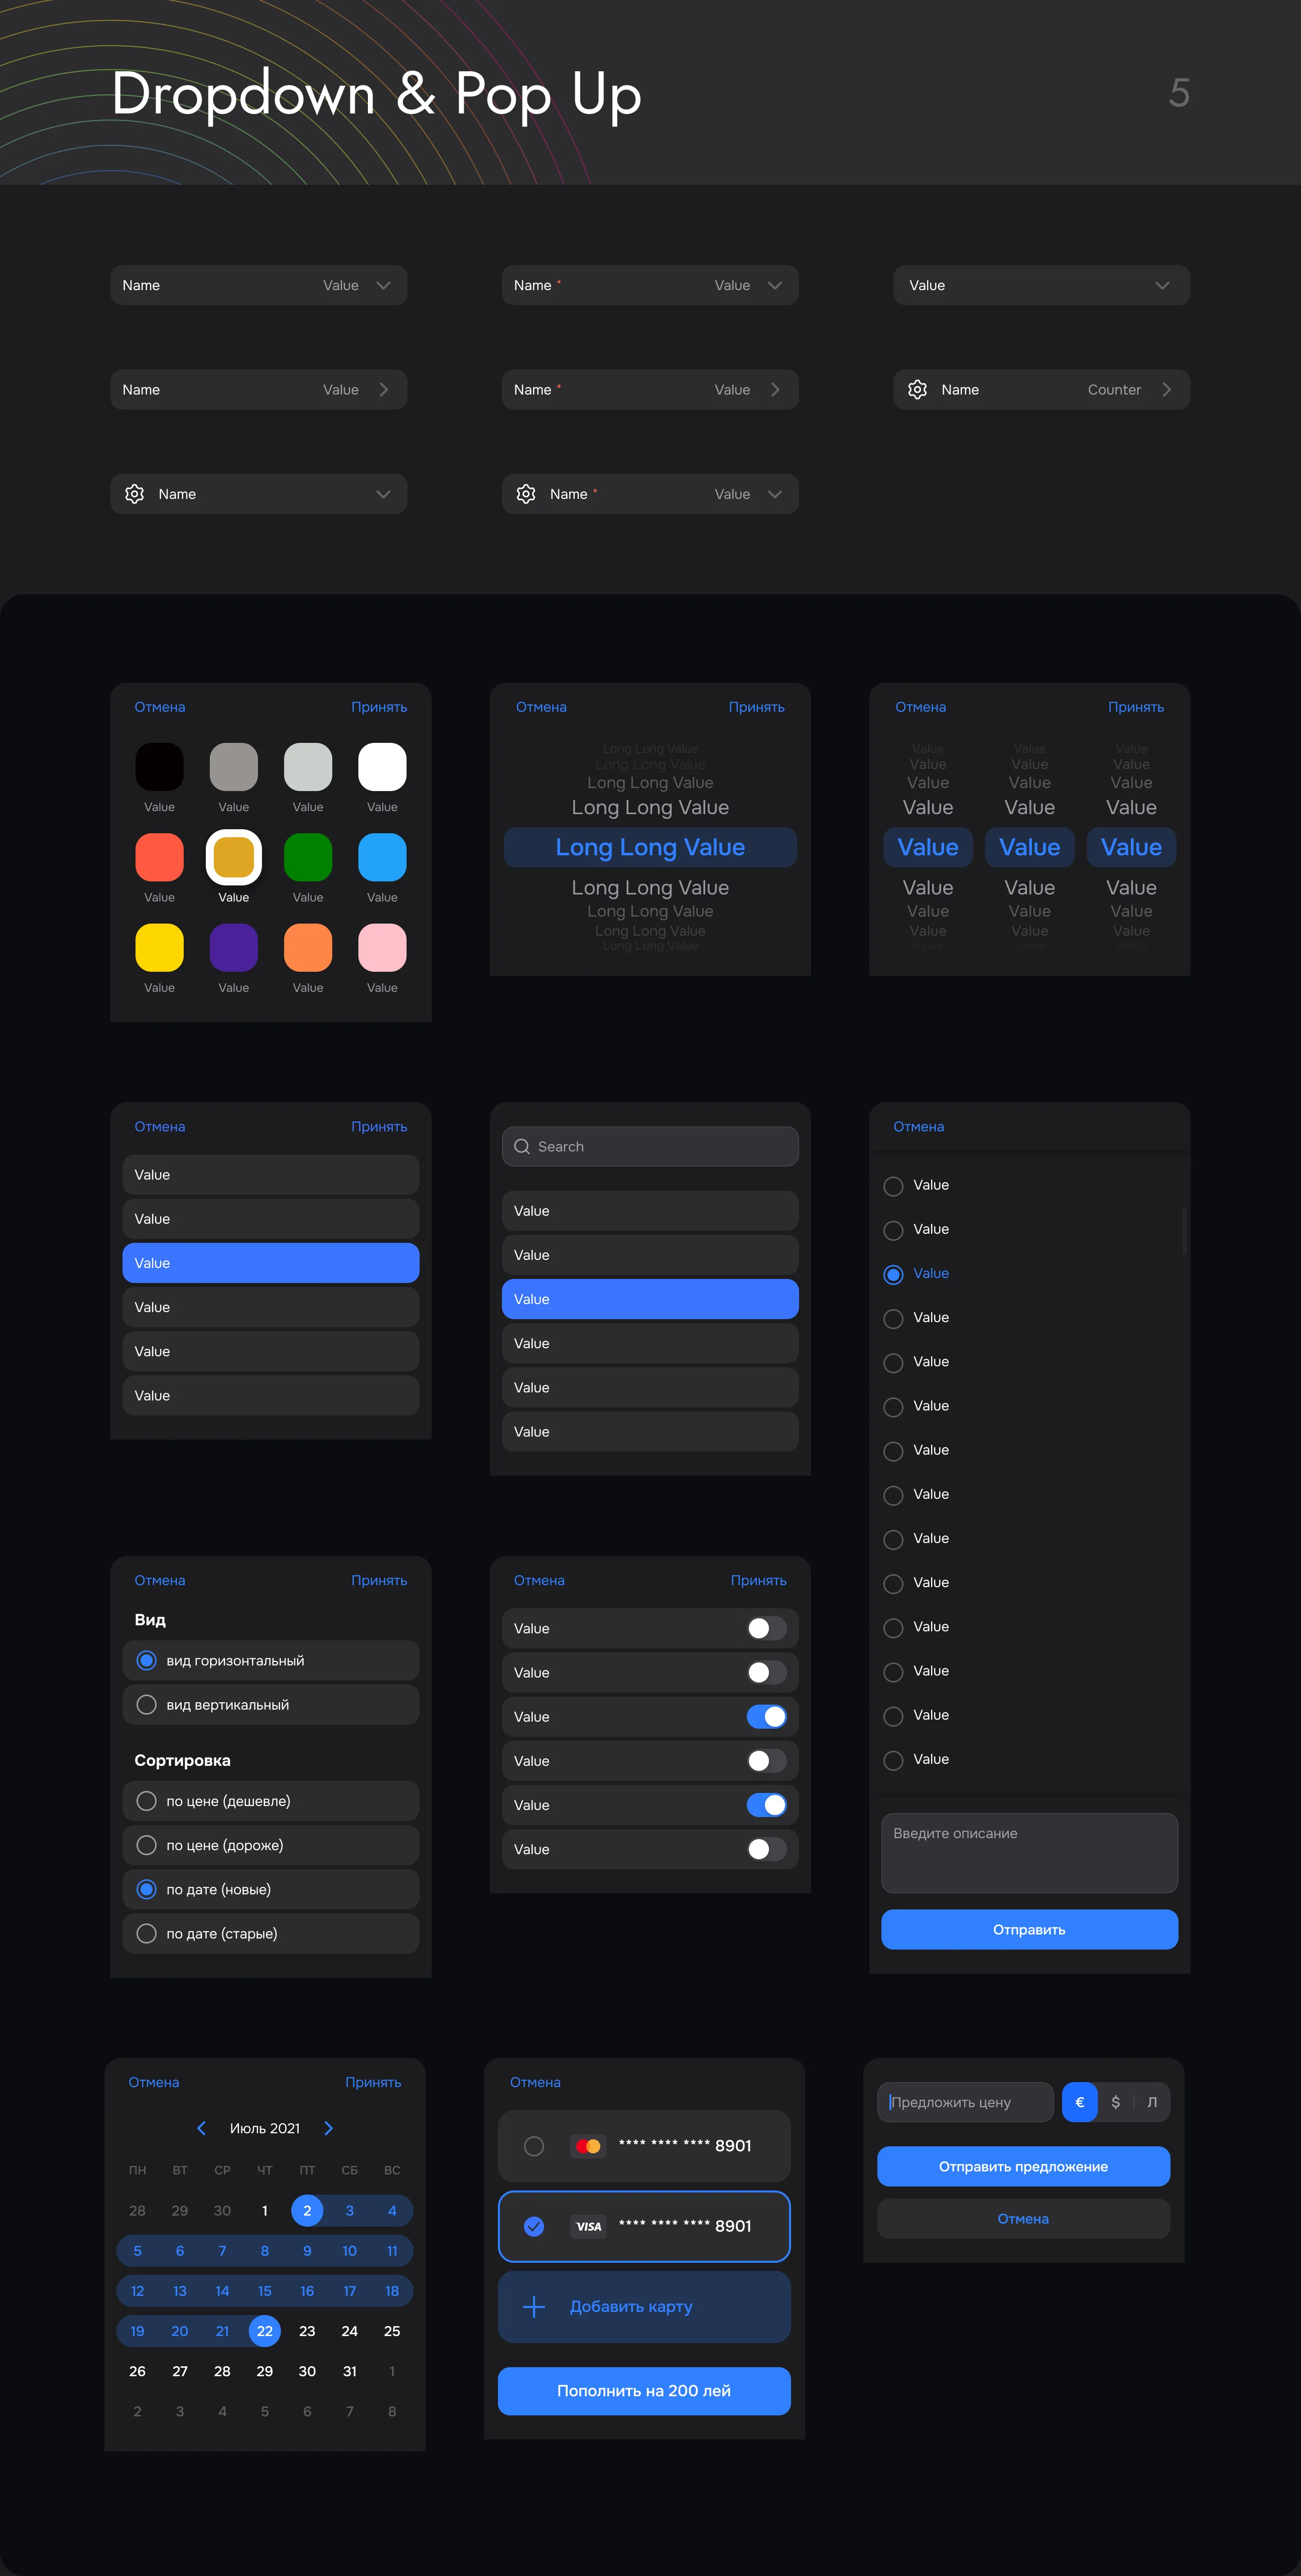 Dropdown & Pop Up
5
Name Value
Name * Value
Value
Name Value
Name * Value
Name Counter
Name
Name * Value
Отмена Принять
Value Value Value Value
Value Value Value Value
Value Value Value Value
Отмена Принять
Long Long Value
Long Long Value
Long Long Value
Long Long Value
Long Long Value
Long Long Value
Long Long Value
Long Long Value
Long Long Value
Отмена Принять
Value Value Value
Value Value Value
Value Value Value
Value Value Value
Value Value Value
Value Value Value
Value Value Value
Value Value Value
Value Value Value
Отмена Принять
Value
Value
Value
Value
Value
Value
Search
Value
Value
Value
Value
Value
Value
Отмена
Value
Value
Value
Value
Value
Value
Value
Value
Value
Value
Value
Value
Value
Value
Введите описание
Отправить
Отмена Принять
Вид
вид горизонтальный
вид вертикальный
Сортировка
по цене (дешевле)
по цене (дороже)
по дате (новые)
по дате (старые)
Отмена Принять
Value
Value
Value
Value
Value
Value
Отмена Принять
Июль 2021
ПН ВТ СР ЧТ ПТ СБ ВС
28 29 30 1 2 3 4
5 6 7 8 9 10 11
12 13 14 15 16 17 18
19 20 21 22 23 24 25
26 27 28 29 30 31 1
2 3 4 5 6 7 8
Отмена
**** **** **** 8901
VISA **** **** **** 8901
Добавить карту
Пополнить на 200 лей
Предложить цену € $ Л
Отправить предложение
Отмена